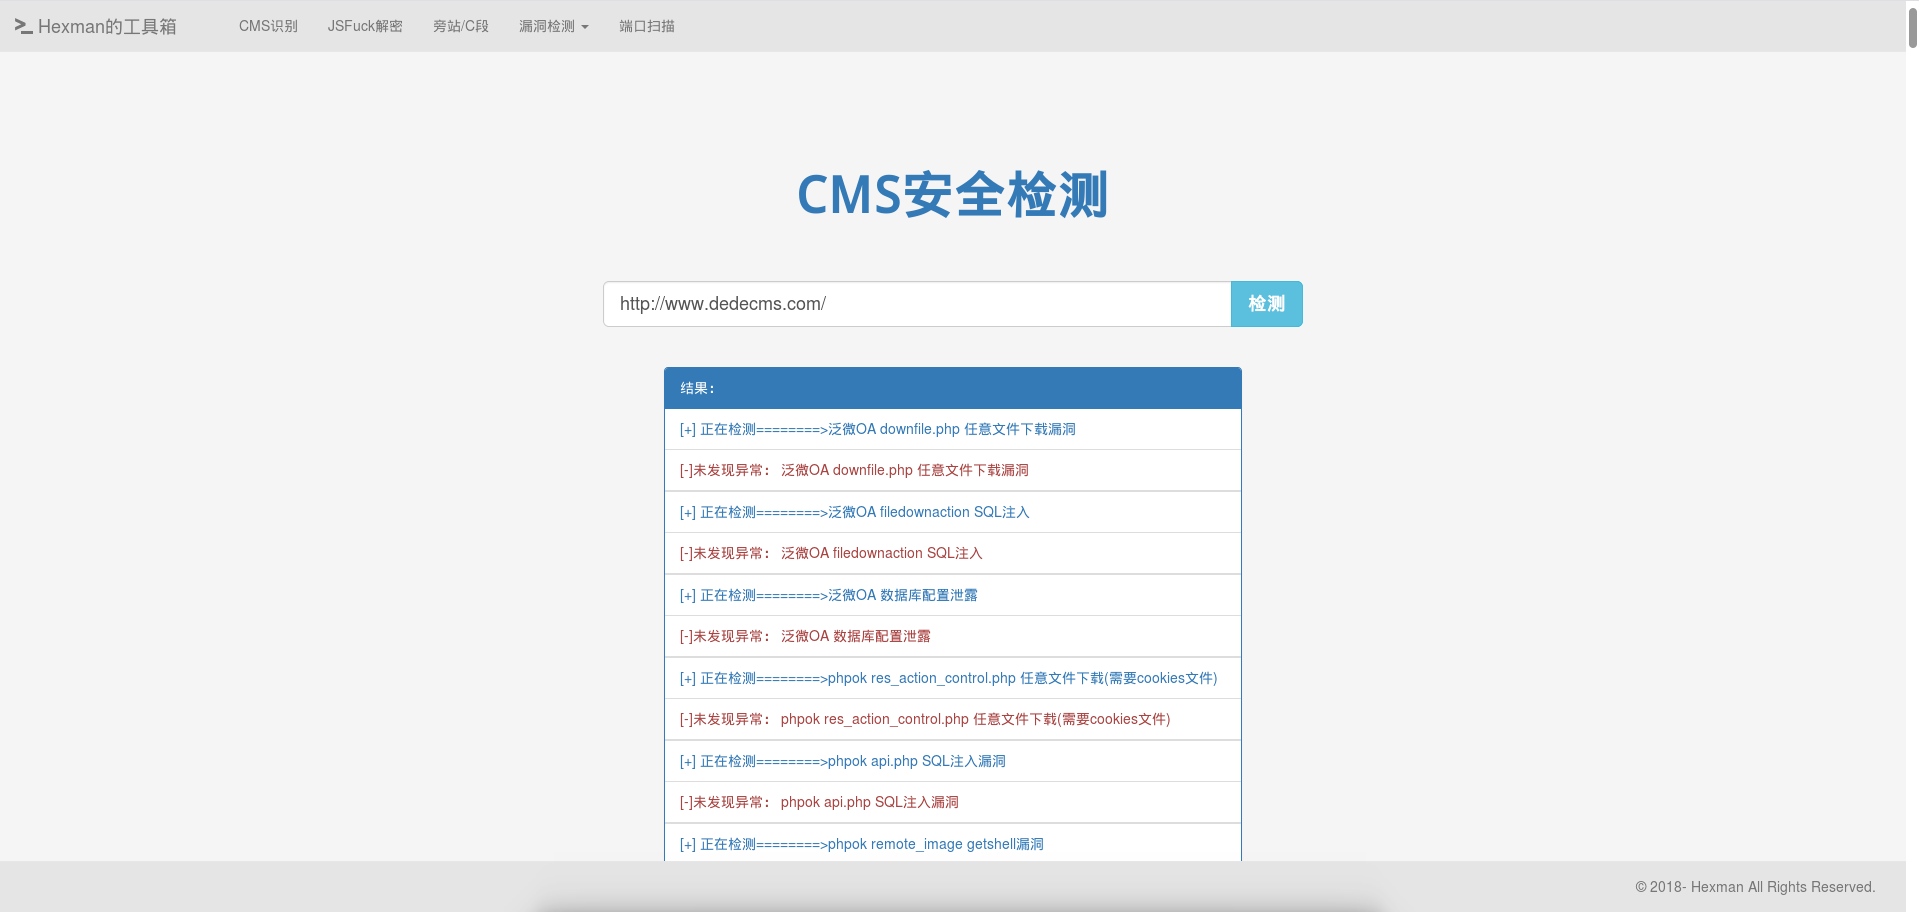 Hexman的工具箱 CMS识别 JSFuck解密 旁站/C段 漏洞检测 端口扫描
CMS安全检测
http://www.dedecms.com/ 检测
结果:
[+] 正在检测========>泛微OA downfile.php 任意文件下载漏洞
[-]未发现异常: 泛微OA downfile.php 任意文件下载漏洞
[+] 正在检测========>泛微OA filedownaction SQL注入
[-]未发现异常: 泛微OA filedownaction SQL注入
[+] 正在检测========>泛微OA 数据库配置泄露
[-]未发现异常: 泛微OA 数据库配置泄露
[+] 正在检测========>phpok res_action_control.php 任意文件下载(需要cookies文件)
[-]未发现异常: phpok res_action_control.php 任意文件下载(需要cookies文件)
[+] 正在检测========>phpok api.php SQL注入漏洞
[-]未发现异常: phpok api.php SQL注入漏洞
[+] 正在检测========>phpok remote_image getshell漏洞
© 2018- Hexman All Rights Reserved.